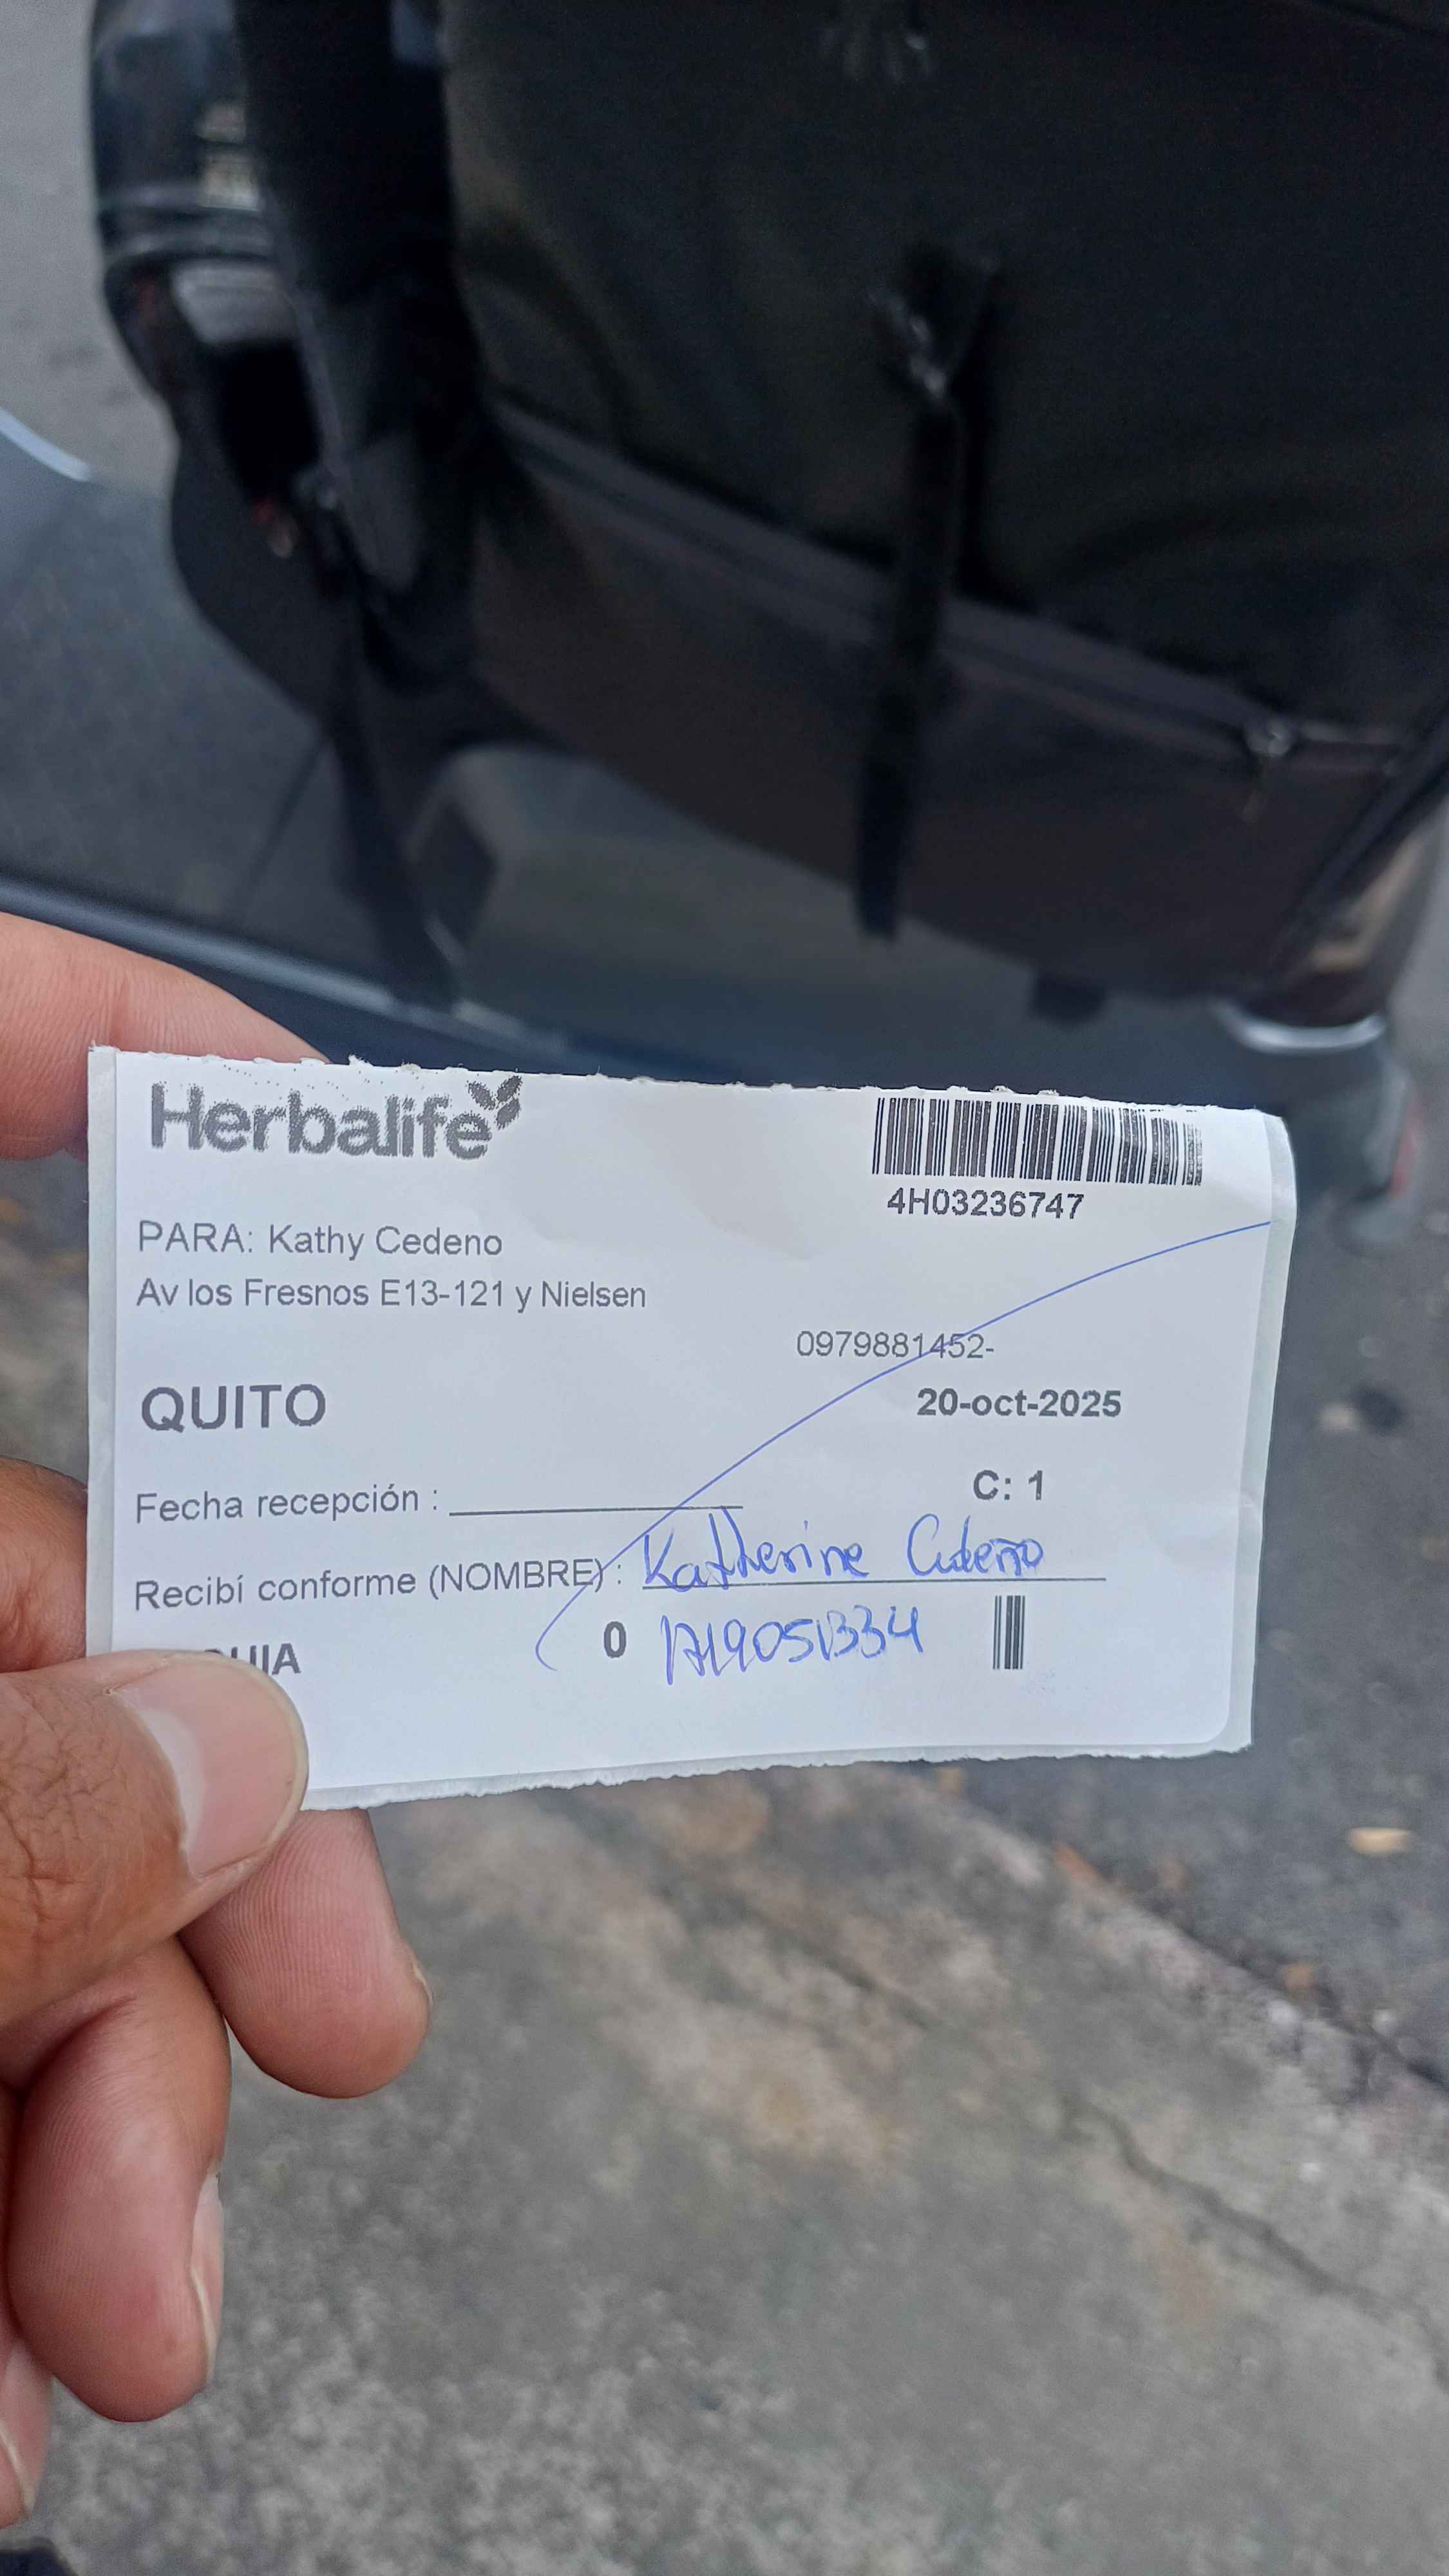 Herbalife
4H03236747
PARA: Kathy Cedeno
Av los Fresnos E13-121 y Nielsen
0979881452-
QUITO
20-oct-2025
C: 1
Fecha recepción :
Recibí conforme (NOMBRE) : Katherine Cedeño
0